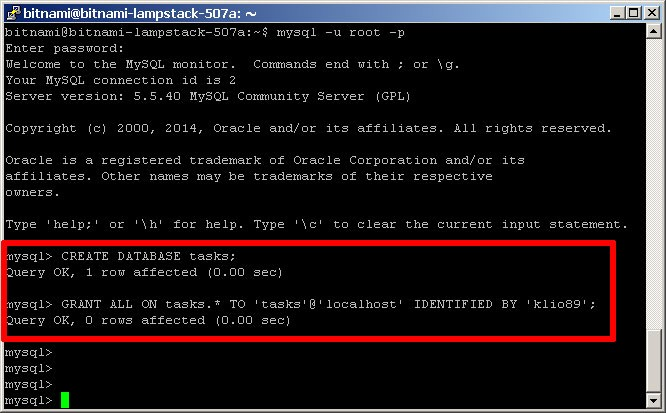 bitnami@bitnami-lampstack-507a: ~
bitnami@bitnami-lampstack-507a:~$ mysql -u root -p
Enter password:
Welcome to the MySQL monitor.  Commands end with ; or \g.
Your MySQL connection id is 2
Server version: 5.5.40 MySQL Community Server (GPL)
Copyright (c) 2000, 2014, Oracle and/or its affiliates. All rights reserved.
Oracle is a registered trademark of Oracle Corporation and/or its
affiliates. Other names may be trademarks of their respective
owners.
Type 'help;' or '\h' for help. Type '\c' to clear the current input statement.
mysql> CREATE DATABASE tasks;
Query OK, 1 row affected (0.00 sec)
mysql> GRANT ALL ON tasks.* TO 'tasks'@'localhost' IDENTIFIED BY 'klio89';
Query OK, 0 rows affected (0.00 sec)
mysql>
mysql>
mysql>
mysql>